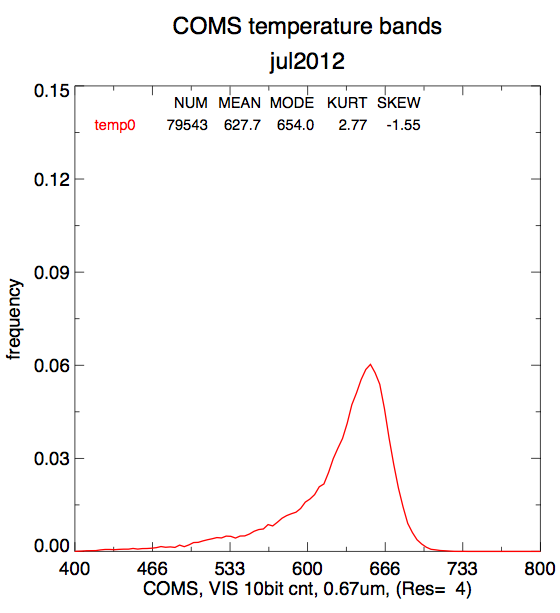 COMS temperature bands
jul2012
NUM MEAN MODE KURT SKEW
temp0 79543 627.7 654.0 2.77 -1.55
0.15
0.12
0.09
0.06
0.03
0.00
frequency
400 466 533 600 666 733 800
COMS, VIS 10bit cnt, 0.67um, (Res= 4)